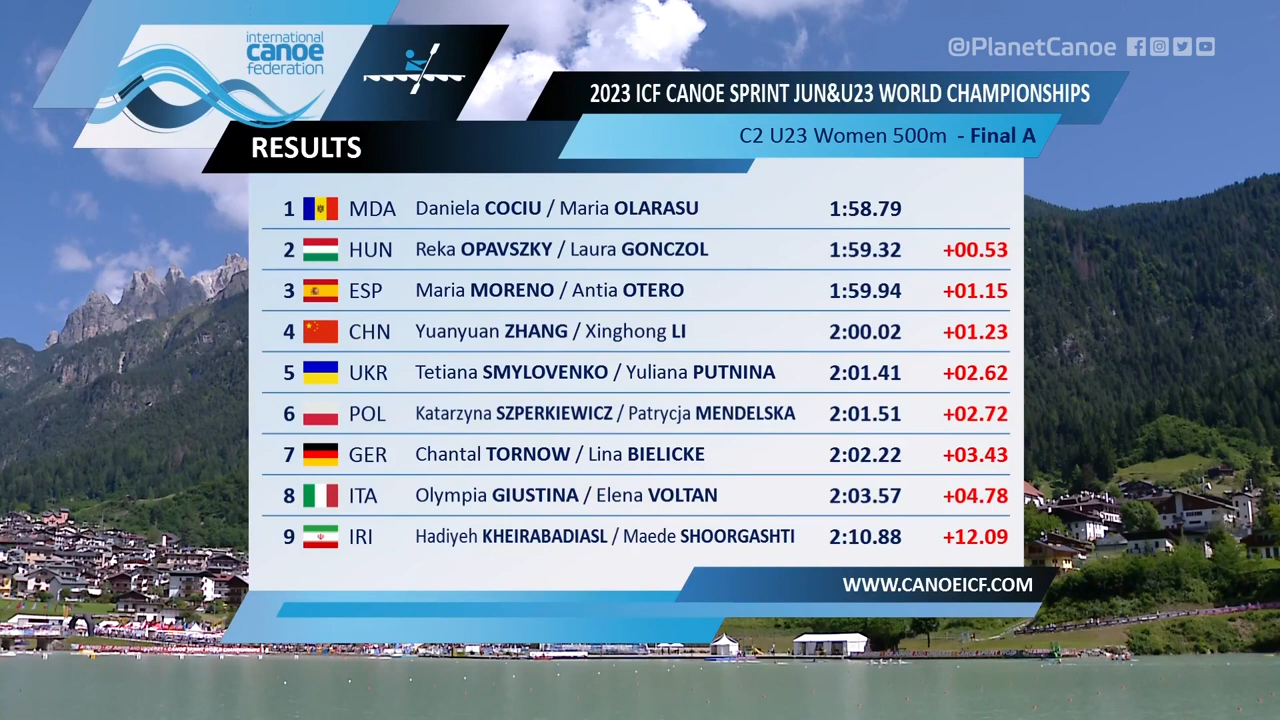 international
canoe
federation
@PlanetCanoe
2023 ICF CANOE SPRINT JUN&U23 WORLD CHAMPIONSHIPS
C2 U23 Women 500m - Final A
RESULTS
1 MDA Daniela COCIU / Maria OLARASU 1:58.79
2 HUN Reka OPAVSZKY / Laura GONCZOL 1:59.32 +00.53
3 ESP Maria MORENO / Antia OTERO 1:59.94 +01.15
4 CHN Yuanyuan ZHANG / Xinghong LI 2:00.02 +01.23
5 UKR Tetiana SMYLOVENKO / Yuliana PUTNINA 2:01.41 +02.62
6 POL Katarzyna SZPERKIEWICZ / Patrycja MENDELSKA 2:01.51 +02.72
7 GER Chantal TORNOW / Lina BIELICKE 2:02.22 +03.43
8 ITA Olympia GIUSTINA / Elena VOLTAN 2:03.57 +04.78
9 IRI Hadiyeh KHEIRABADIASL / Maede SHOORGASHTI 2:10.88 +12.09
WWW.CANOEICF.COM